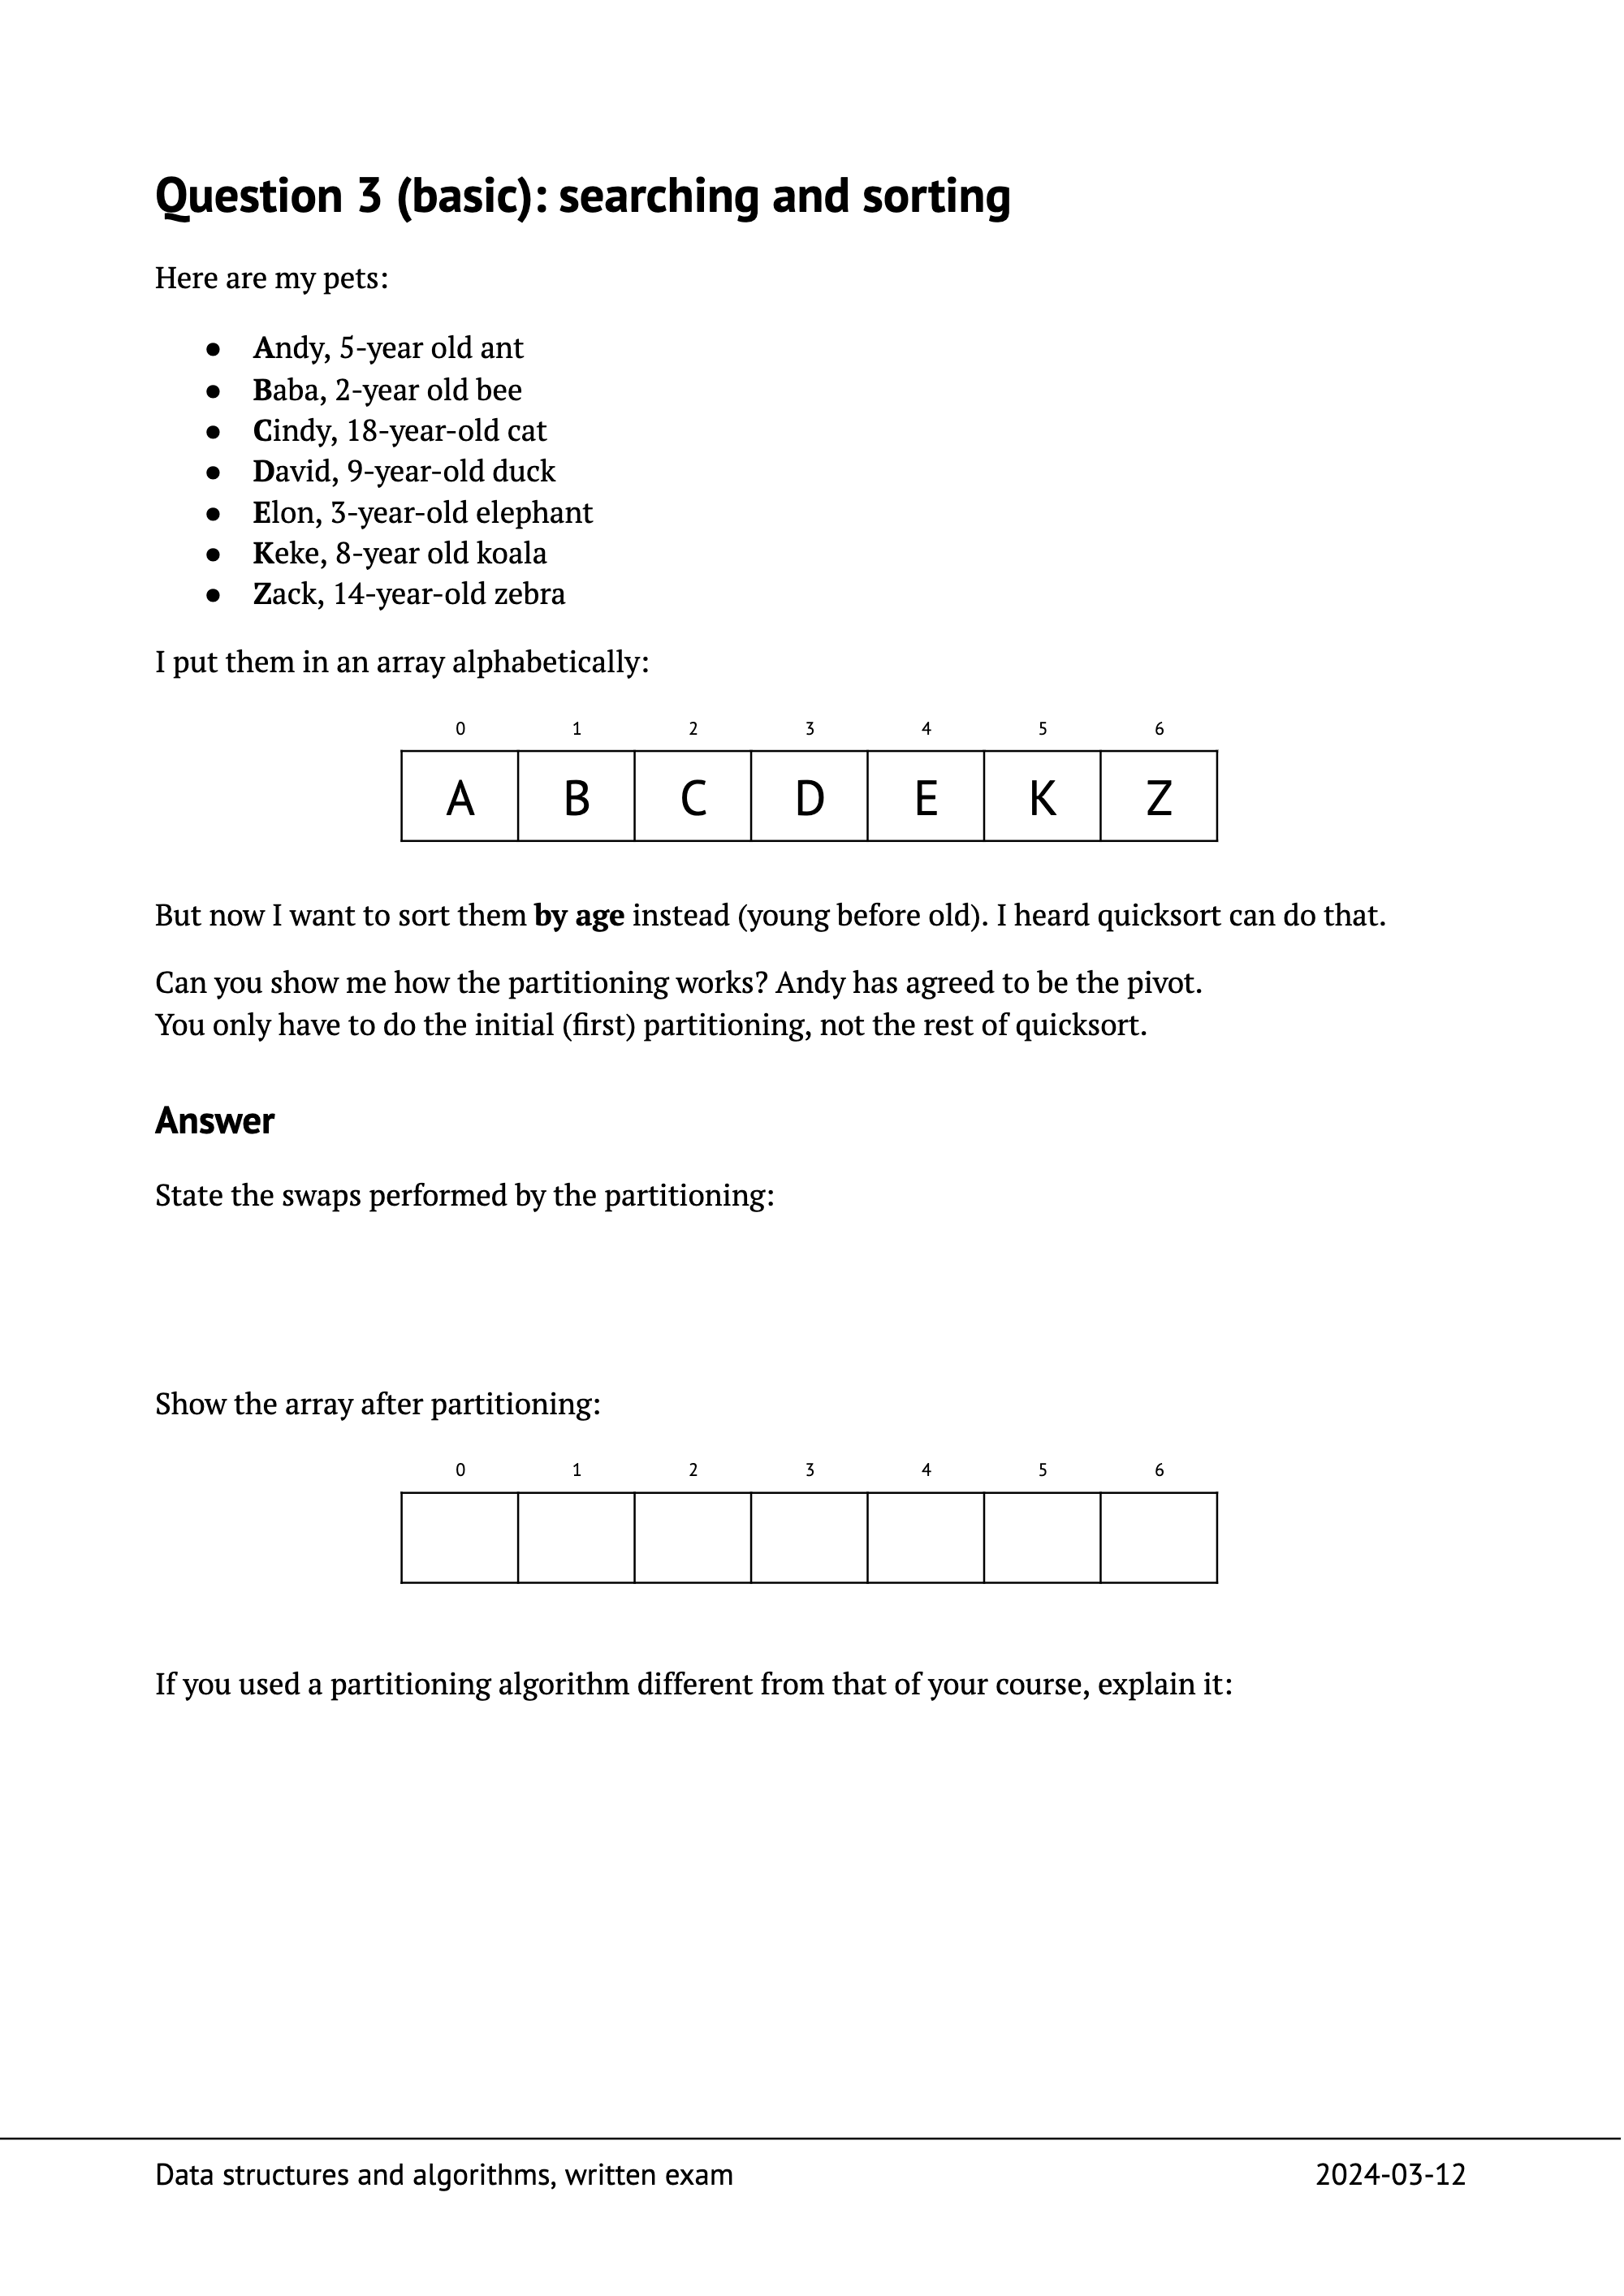 Question 3 (basic): searching and sorting
Here are my pets:
● Andy, 5-year old ant
● Baba, 2-year old bee
● Cindy, 18-year-old cat
● David, 9-year-old duck
● Elon, 3-year-old elephant
● Keke, 8-year old koala
● Zack, 14-year-old zebra
I put them in an array alphabetically:
0 1 2 3 4 5 6
A B C D E K Z
But now I want to sort them by age instead (young before old). I heard quicksort can do that.
Can you show me how the partitioning works? Andy has agreed to be the pivot.
You only have to do the initial (first) partitioning, not the rest of quicksort.
Answer
State the swaps performed by the partitioning:
Show the array after partitioning:
0 1 2 3 4 5 6
If you used a partitioning algorithm different from that of your course, explain it:
Data structures and algorithms, written exam 2024-03-12